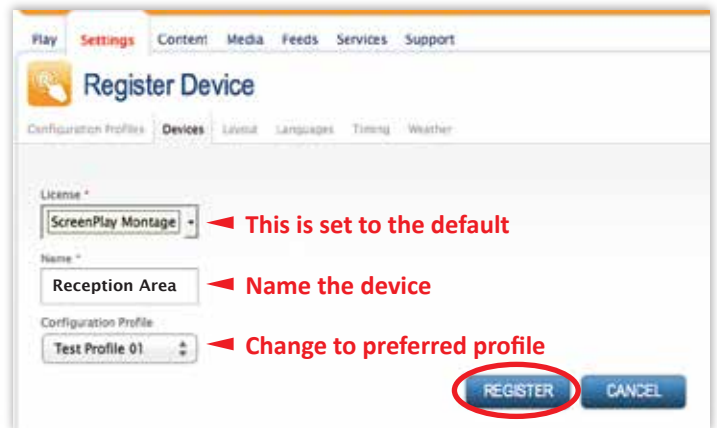 Play Settings Content Media Feeds Services Support
Register Device
Configuration Profiles Devices Layout Languages Timing Weather
License *
ScreenPlay Montage
This is set to the default
Name *
Reception Area
Name the device
Configuration Profile
Test Profile 01
Change to preferred profile
REGISTER CANCEL